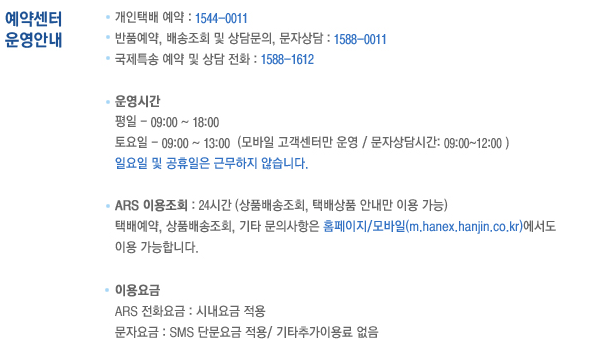 예약센터
운영안내
• 개인택배 예약 : 1544-0011
• 반품예약, 배송조회 및 상담문의, 문자상담 : 1588-0011
• 국제특송 예약 및 상담 전화 : 1588-1612
• 운영시간
평일 - 09:00 ~ 18:00
토요일 - 09:00 ~ 13:00 (모바일 고객센터만 운영 / 문자상담시간: 09:00~12:00 )
일요일 및 공휴일은 근무하지 않습니다.
• ARS 이용조회 : 24시간 (상품배송조회, 택배상품 안내만 이용 가능)
택배예약, 상품배송조회, 기타 문의사항은 홈페이지/모바일(m.hanex.hanjin.co.kr)에서도
이용 가능합니다.
• 이용요금
ARS 전화요금 : 시내요금 적용
문자요금 : SMS 단문요금 적용/ 기타추가이용료 없음